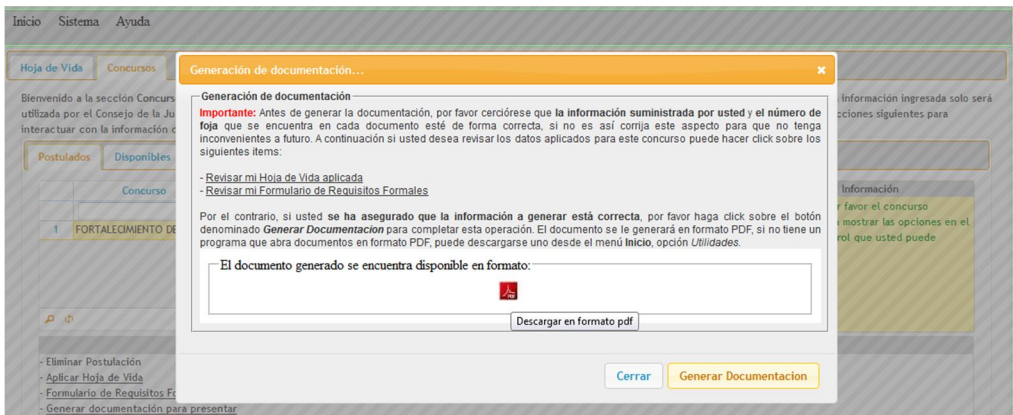 Inicio Sistema Ayuda
Hoja de Vida Concursos
Generación de documentación... ×
Bienvenido a la sección Concurs
información ingresada solo será
utilizada por el Consejo de la Ju
cciones siguientes para
interactuar con la información
Generación de documentación
Importante: Antes de generar la documentación, por favor cerciórese que la información suministrada por usted y el número de
foja que se encuentra en cada documento esté de forma correcta, si no es así corrija este aspecto para que no tenga
inconvenientes a futuro. A continuación si usted desea revisar los datos aplicados para este concurso puede hacer click sobre los
siguientes items:
- Revisar mi Hoja de Vida aplicada
- Revisar mi Formulario de Requisitos Formales
Por el contrario, si usted se ha asegurado que la información a generar está correcta, por favor haga click sobre el botón
denominado Generar Documentacion para completar esta operación. El documento se le generará en formato PDF, si no tiene un
programa que abra documentos en formato PDF, puede descargarse uno desde el menú Inicio, opción Utilidades.
El documento generado se encuentra disponible en formato:
PDF
Descargar en formato pdf
Cerrar Generar Documentacion
Postulados Disponibles
Concurso
Información
1 FORTALECIMIENTO DE
r favor el concurso
mostrar las opciones en el
rol que usted puede
- Eliminar Postulación
- Aplicar Hoja de Vida
- Formulario de Requisitos Fo
- Generar documentación para presentar